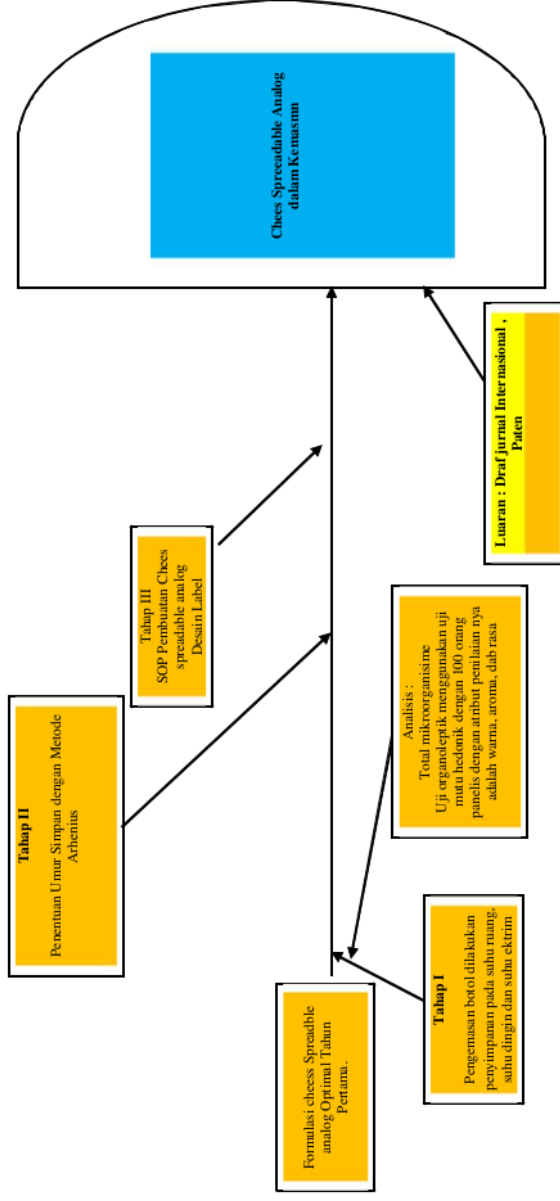 Tahap II
Penentuan Umur Simpan dengan Metode
Arhenius
Tahap III
SOP Pembuatan Chees
spreadable analog
Desain Label
Chees Spreeadable Analog
dalam Kemasmn
Formulasi cheess Spreadble
analog Optimal Tahun
Pertama.
Tahap I
Pengemasan botol dilakukan
penyimpanan pada suhu ruang,
suhu dingin dan suhu ektrim
Analisis :
Total mikroorganisime
Uji organoleptik menggunakan uji
mutu hedonik dengan 100 orang
panelis dengan atribut penilaian nya
adalah warna, aroma, dab rasa
Luaran : Draf jurnal Internasional ,
Paten